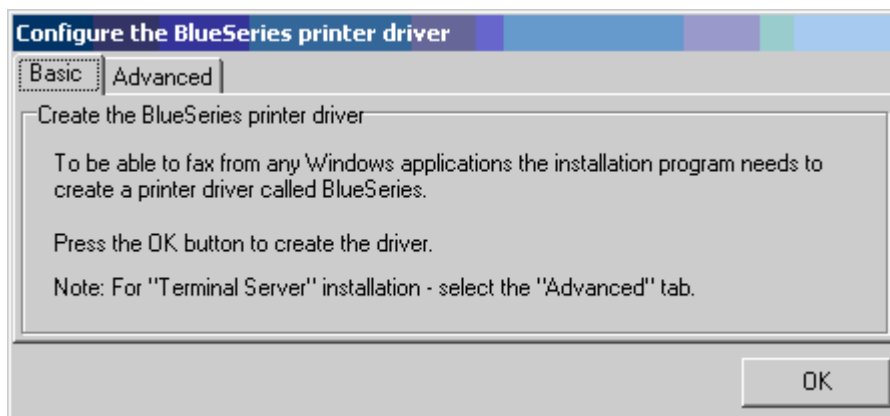 Configure the BlueSeries printer driver
Basic
Advanced
Create the BlueSeries printer driver
To be able to fax from any Windows applications the installation program needs to
create a printer driver called BlueSeries.
Press the OK button to create the driver.
Note: For "Terminal Server" installation - select the "Advanced" tab.
OK